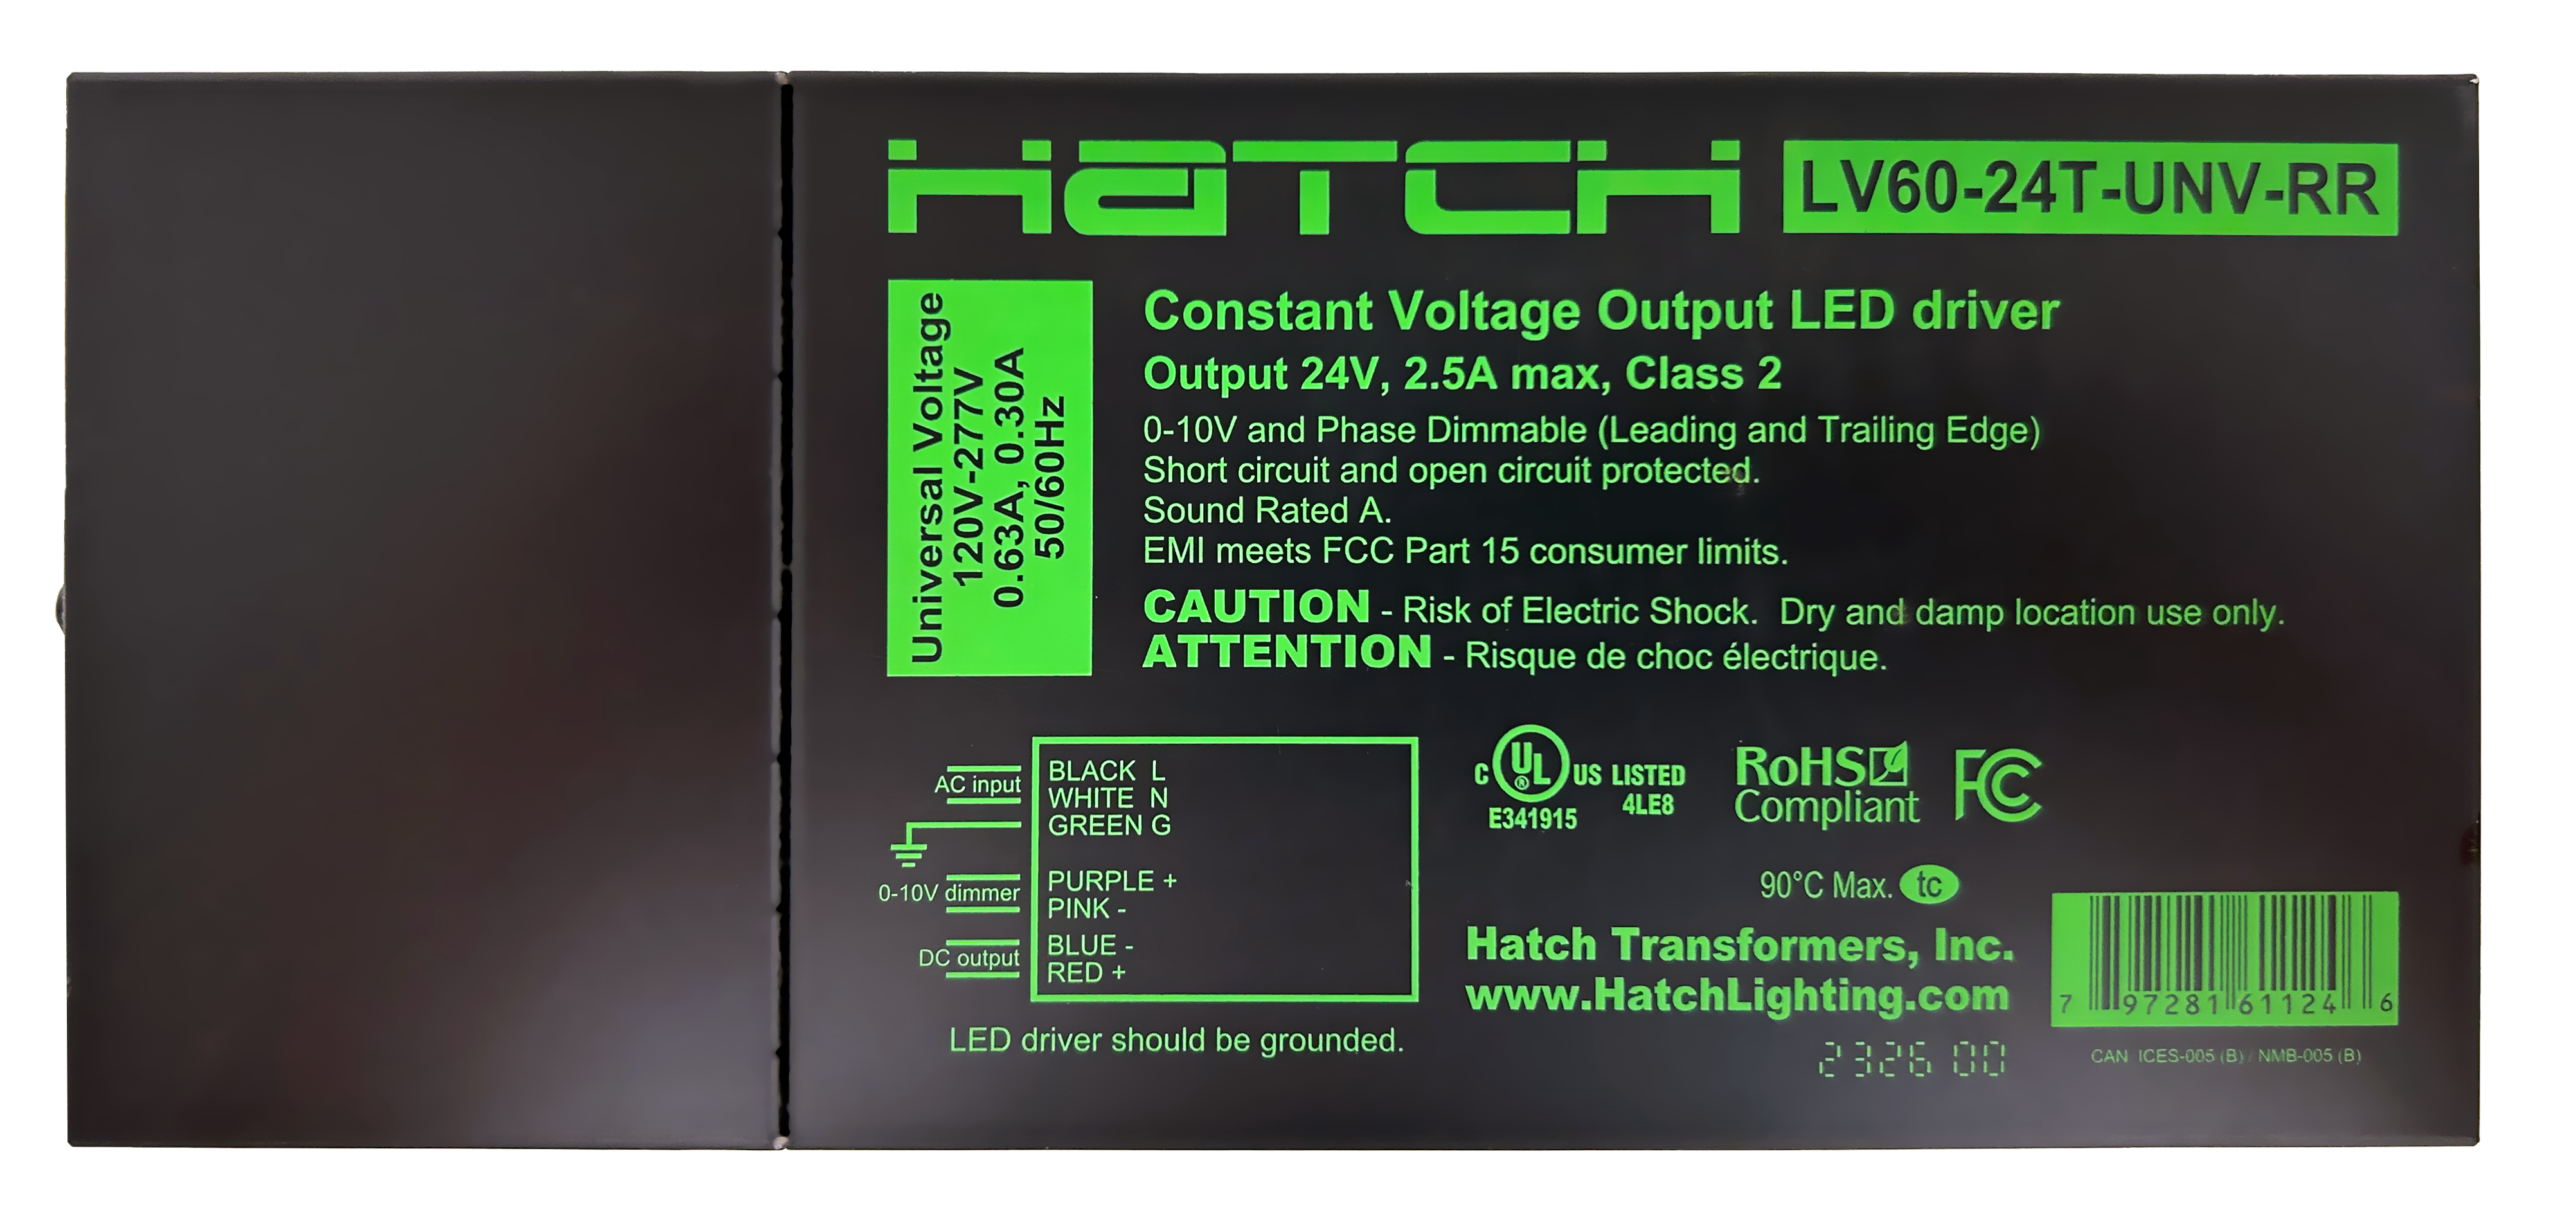 HATCH
LV60-24T-UNV-RR
Universal Voltage
120V-277V
0.63A, 0.30A
50/60Hz
Constant Voltage Output LED driver
Output 24V, 2.5A max, Class 2
0-10V and Phase Dimmable (Leading and Trailing Edge)
Short circuit and open circuit protected.
Sound Rated A.
EMI meets FCC Part 15 consumer limits.
CAUTION - Risk of Electric Shock. Dry and damp location use only.
ATTENTION - Risque de choc électrique.
AC input
BLACK L
WHITE N
GREEN G
0-10V dimmer
PURPLE +
PINK -
DC output
BLUE -
RED +
LED driver should be grounded.
C UL® US LISTED
E341915
4LE8
RoHS
Compliant
FC
90°C Max. tc
Hatch Transformers, Inc.
www.HatchLighting.com
2326 00
7 97281 61124 6
CAN ICES-005 (B) / NMB-005 (B)